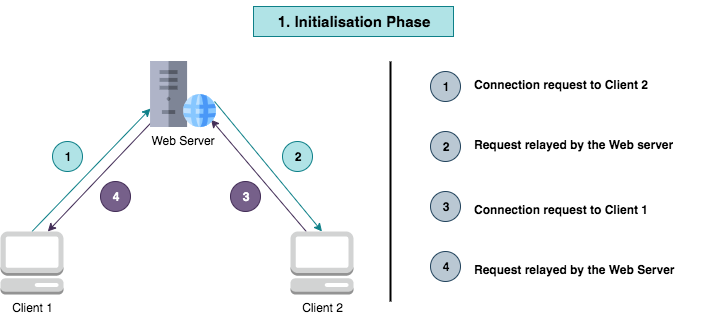 1. Initialisation Phase
Web Server
1
2
4
3
Client 1
Client 2
1 Connection request to Client 2
2 Request relayed by the Web server
3 Connection request to Client 1
4 Request relayed by the Web Server